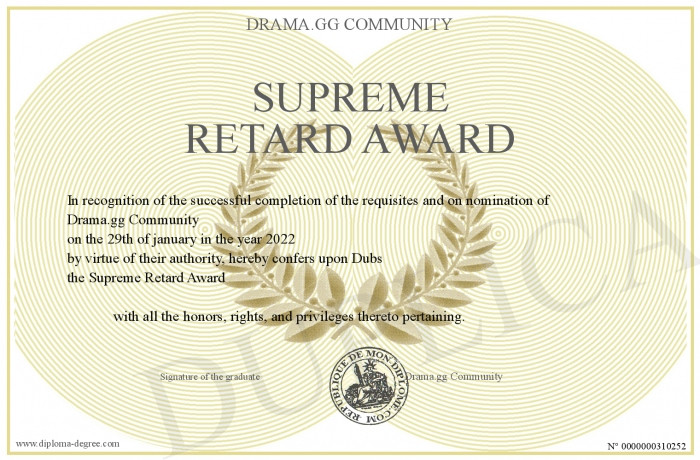 DRAMA.GG COMMUNITY
SUPREME
RETARD AWARD
In recognition of the successful completion of the requisites and on nomination of
Drama.gg Community
on the 29th of january in the year 2022
by virtue of their authority, hereby confers upon Dubs
the Supreme Retard Award
with all the honors, rights, and privileges thereto pertaining.
DUPLICATA
Signature of the graduate
Drama.gg Community
REPUBLIQUE DE MON.DIPLOME.COM
www.diploma-degree.com
N° 0000000310252